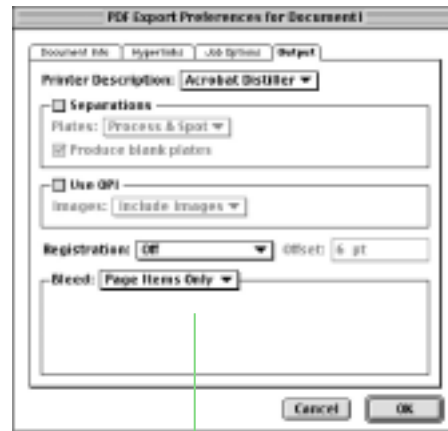 PDF Export Preferences for Document1
Document Info Hyperlinks Job Options Output
Printer Description: Acrobat Distiller
Separations
Plates: Process & Spot
Produce blank plates
Use OPI
Images: Include Images
Registration: Off Offset: 6 pt
Bleed: Page Items Only
Cancel OK